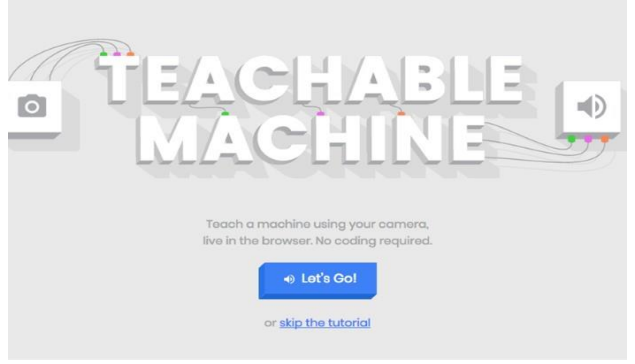 TEACHABLE
MACHINE
Teach a machine using your camera,
live in the browser. No coding required.
Let's Go!
or skip the tutorial